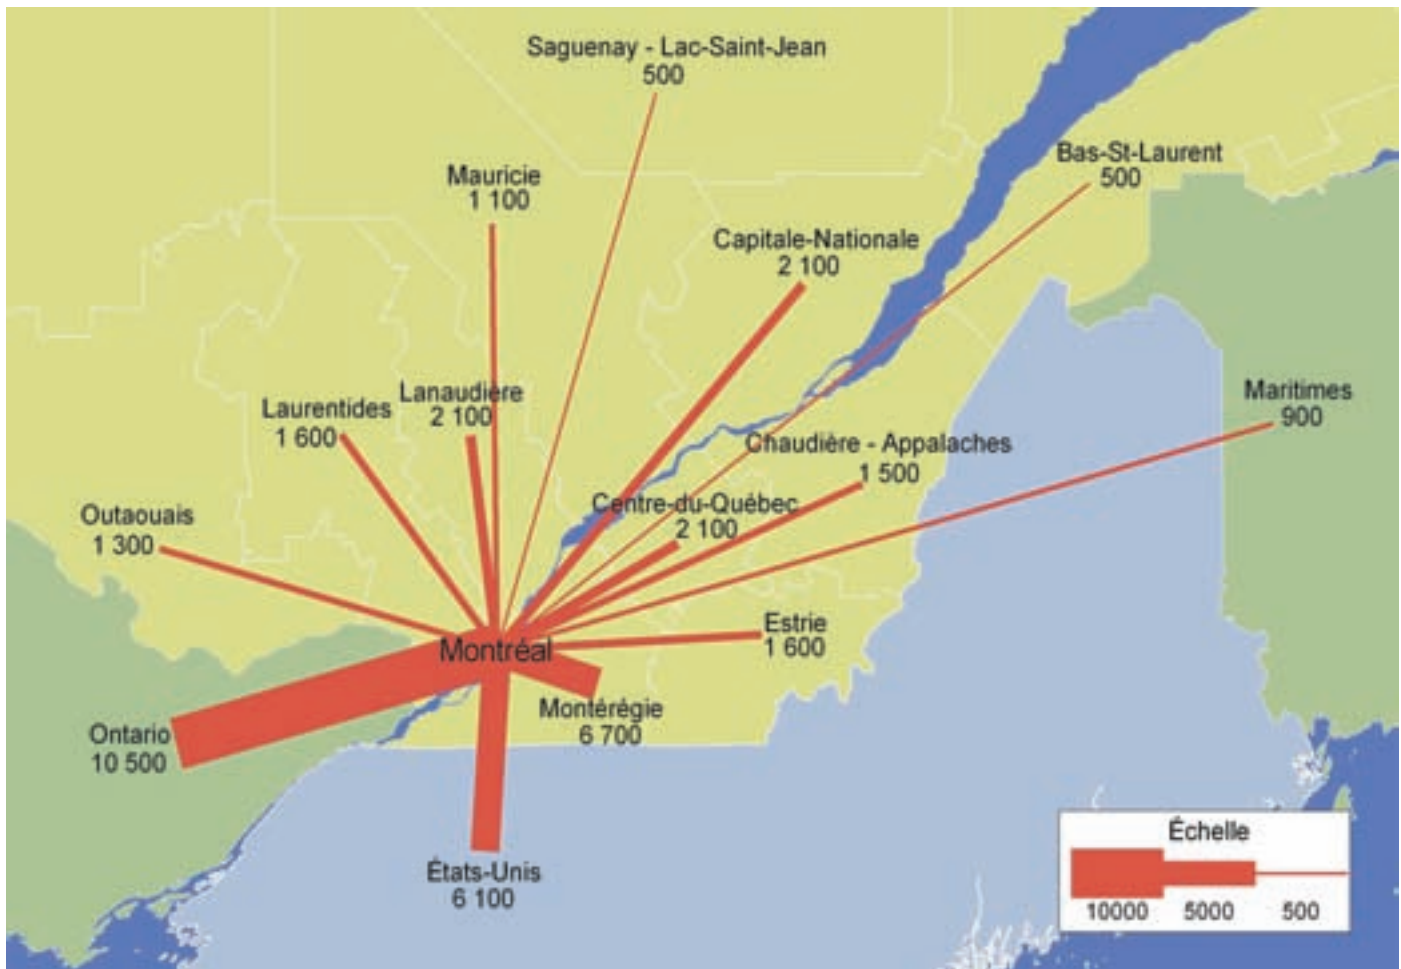 Saguenay - Lac-Saint-Jean
500
Bas-St-Laurent
500
Mauricie
1 100
Capitale-Nationale
2 100
Maritimes
900
Lanaudière
2 100
Laurentides
1 600
Chaudière - Appalaches
1 500
Centre-du-Québec
2 100
Outaouais
1 300
Estrie
1 600
Montréal
Montérégie
6 700
Ontario
10 500
États-Unis
6 100
Échelle
10000 5000 500